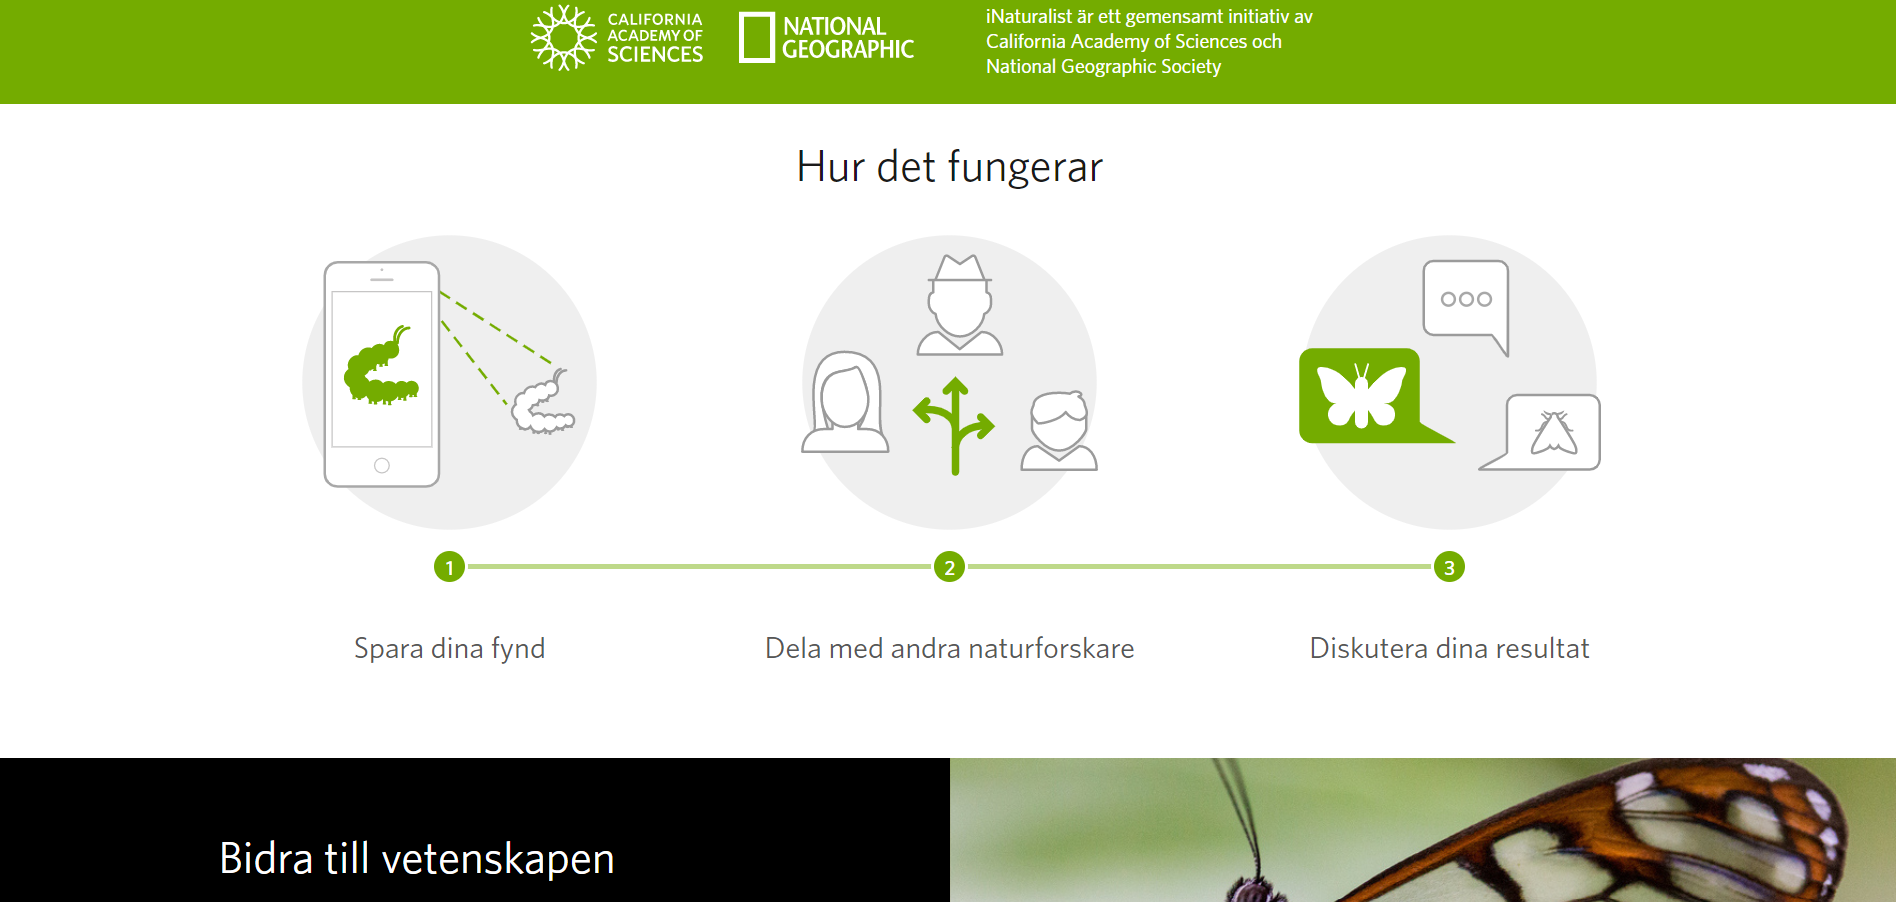 CALIFORNIA
ACADEMY OF
SCIENCES
NATIONAL
GEOGRAPHIC
iNaturalist är ett gemensamt initiativ av
California Academy of Sciences och
National Geographic Society
Hur det fungerar
1
2
3
Spara dina fynd
Dela med andra naturforskare
Diskutera dina resultat
Bidra till vetenskapen